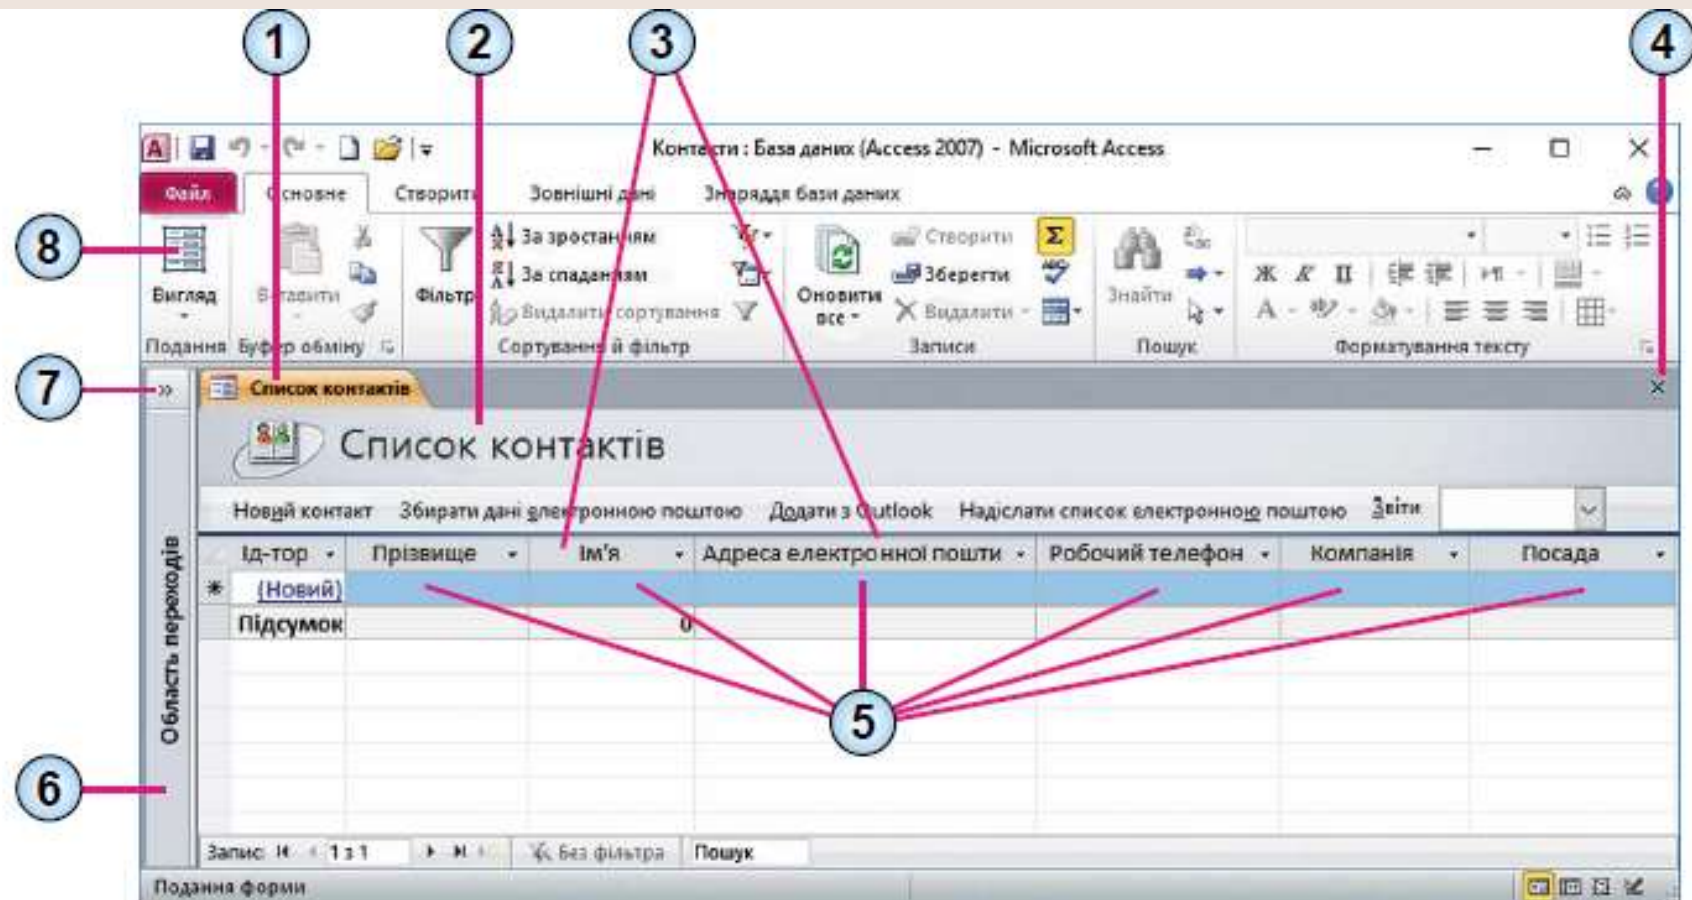 1 2 3 4
Контакти : База даних (Access 2007) - Microsoft Access
Файл Основне Створити Зовнішні дані Знаряддя бази даних
8
Вигляд
Вставити
Фільтр
За зростанням
За спаданням
Видалити сортування
Оновити все
Створити
Зберегти
Видалити
Знайти
Ж К П
А
Подання Буфер обміну Сортування й фільтр Записи Пошук Форматування тексту
7
Список контактів
Список контактів
Новий контакт Збирати дані електронною поштою Додати з Outlook Надіслати список електронною поштою Звіти
Ід-тор Прізвище Ім'я Адреса електронної пошти Робочий телефон Компанія Посада
(Новий)
Підсумок 0
Область переходів
5
6
Запис: 1 з 1 Без фільтра Пошук
Подання форми